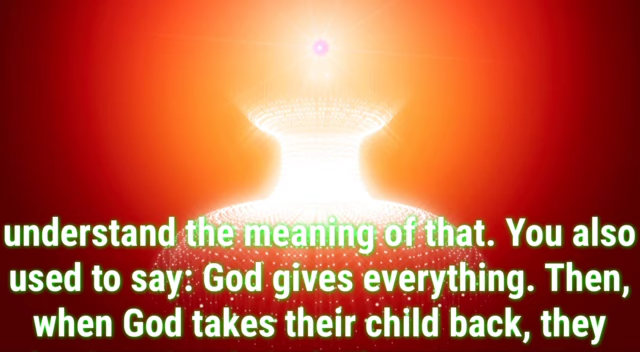 understand the meaning of that. You also
used to say: God gives everything. Then,
when God takes their child back, they